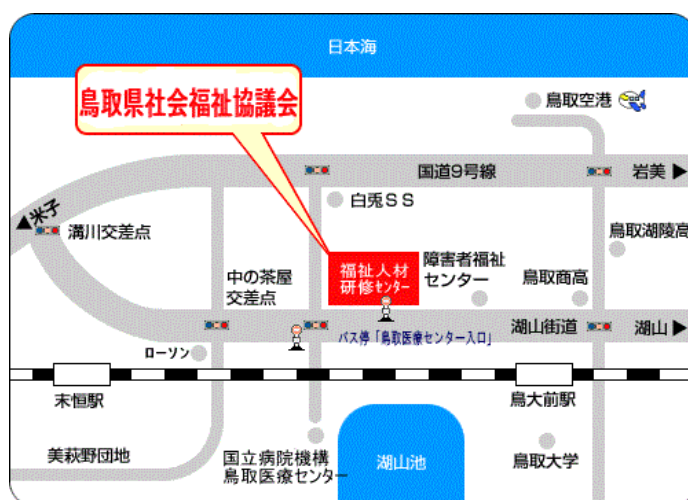 日本海
鳥取県社会福祉協議会
鳥取空港
国道9号線
岩美▶
白兎SS
▲米子
溝川交差点
鳥取湖陵高
福祉人材
研修センター
障害者福祉
センター
鳥取商高
中の茶屋
交差点
バス停「鳥取医療センター入口」
湖山街道
湖山▶
ローソン
末恒駅
鳥大前駅
美萩野団地
国立病院機構
鳥取医療センター
湖山池
鳥取大学